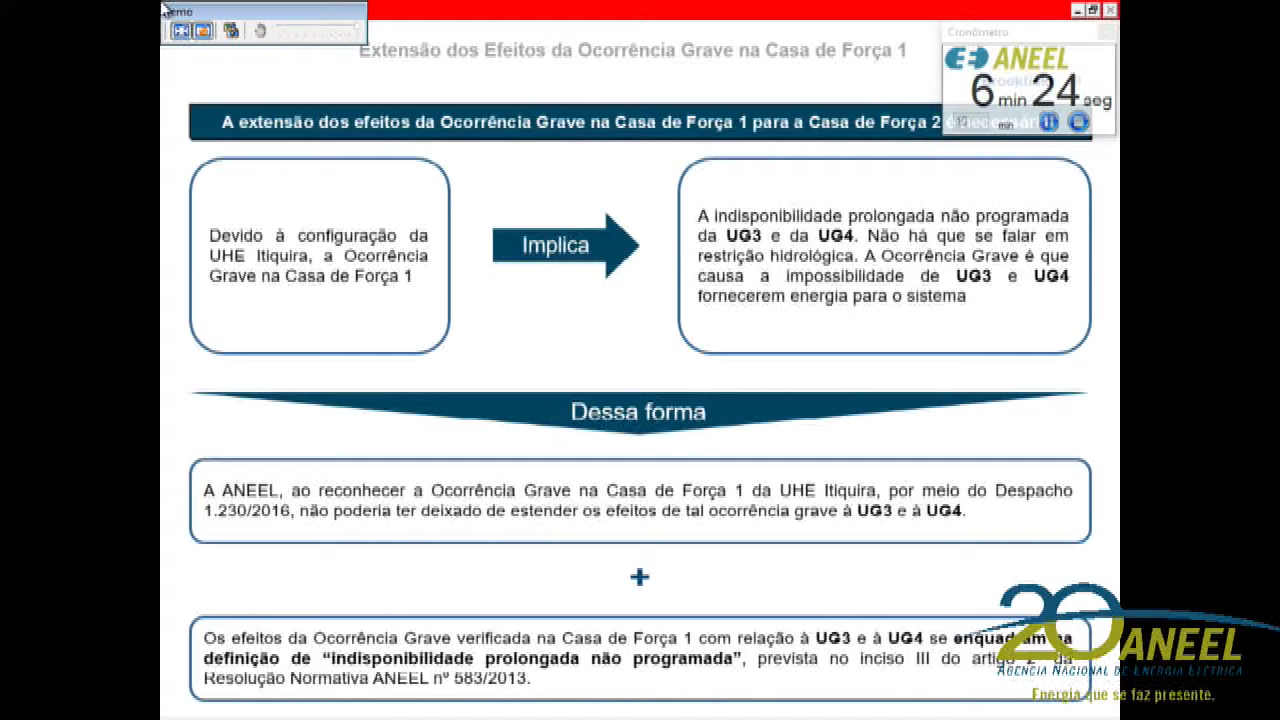 Extensão dos Efeitos da Ocorrência Grave na Casa de Força 1
Cronômetro
ANEEL
6 min 24 seg
min
A extensão dos efeitos da Ocorrência Grave na Casa de Força 1 para a Casa de Força 2
Devido à configuração da
UHE Itiquira, a Ocorrência
Grave na Casa de Força 1
Implica
A indisponibilidade prolongada não programada
da UG3 e da UG4. Não há que se falar em
restrição hidrológica. A Ocorrência Grave é que
causa a impossibilidade de UG3 e UG4
fornecerem energia para o sistema
Dessa forma
A ANEEL, ao reconhecer a Ocorrência Grave na Casa de Força 1 da UHE Itiquira, por meio do Despacho
1.230/2016, não poderia ter deixado de estender os efeitos de tal ocorrência grave à UG3 e à UG4.
+
Os efeitos da Ocorrência Grave verificada na Casa de Força 1 com relação à UG3 e à UG4 se
definição de “indisponibilidade prolongada não programada”, prevista no inciso III do
Resolução Normativa ANEEL nº 583/2013.
20 ANEEL
AGÊNCIA NACIONAL DE ENERGIA ELÉTRICA
Energia que se faz presente.